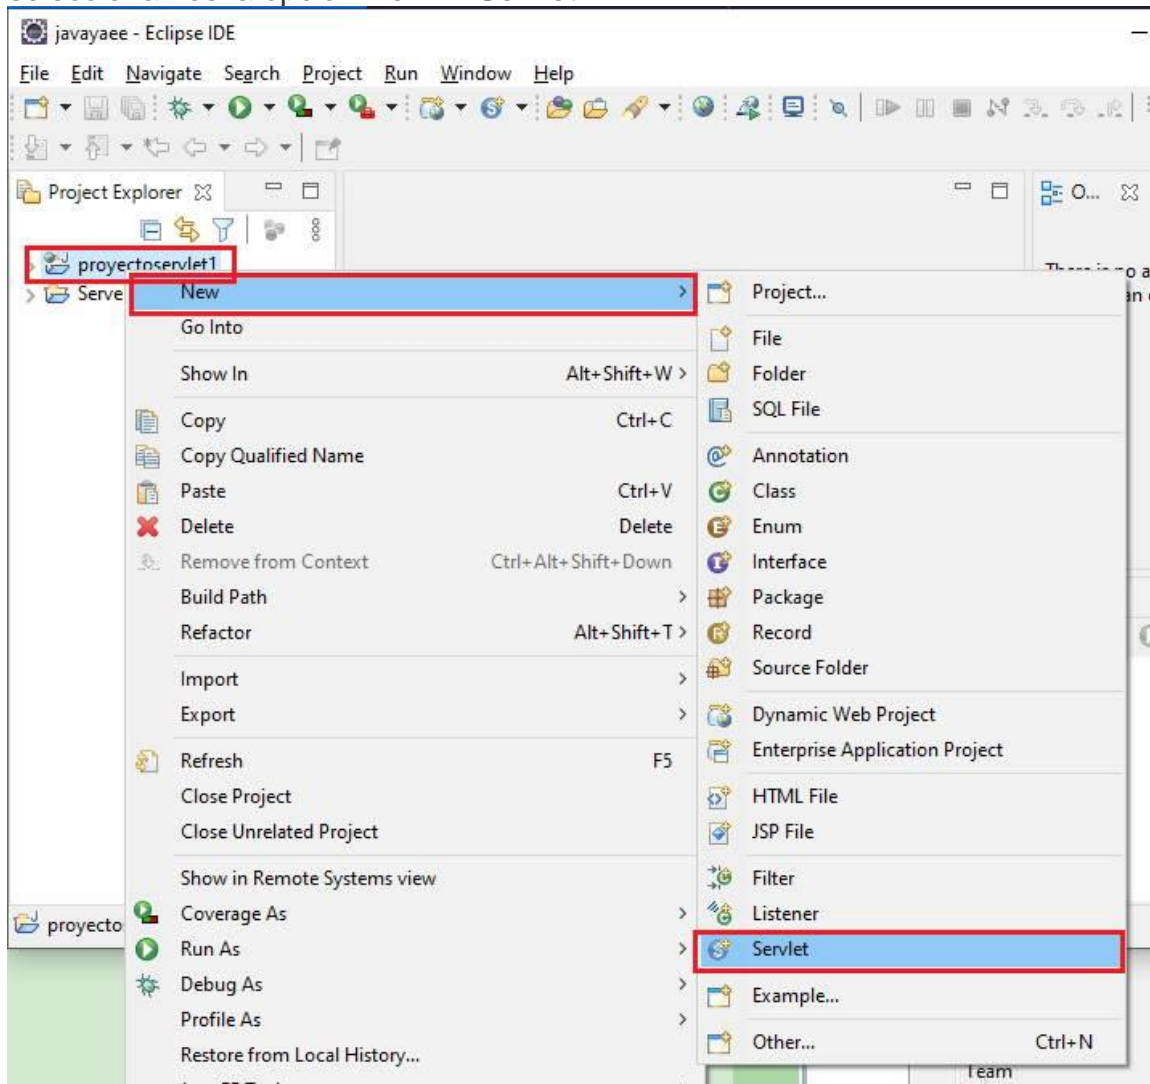 javayaee - Eclipse IDE
File Edit Navigate Search Project Run Window Help
Project Explorer
O...
proyectoservlet1
Serve
New
Go Into
Show In Alt+Shift+W
Copy Ctrl+C
Copy Qualified Name
Paste Ctrl+V
Delete Delete
Remove from Context Ctrl+Alt+Shift+Down
Build Path
Refactor Alt+Shift+T
Import
Export
Refresh F5
Close Project
Close Unrelated Project
Show in Remote Systems view
Coverage As
Run As
Debug As
Profile As
Restore from Local History...
Project...
File
Folder
SQL File
Annotation
Class
Enum
Interface
Package
Record
Source Folder
Dynamic Web Project
Enterprise Application Project
HTML File
JSP File
Filter
Listener
Servlet
Example...
Other... Ctrl+N
proyecto
Team